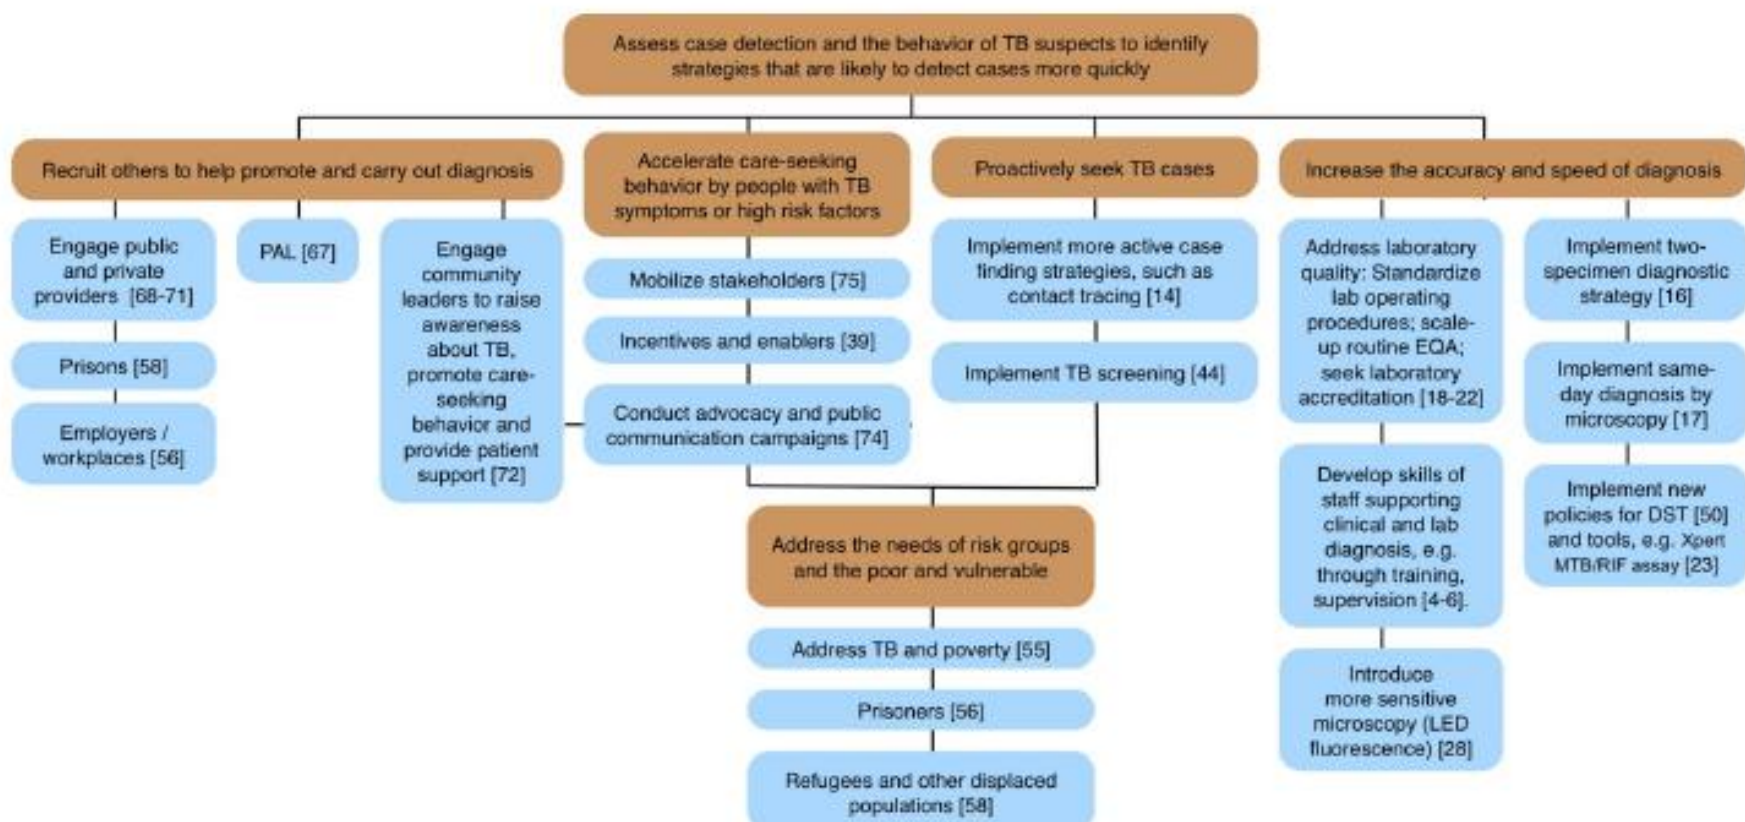 Assess case detection and the behavior of TB suspects to identify
strategies that are likely to detect cases more quickly
Recruit others to help promote and carry out diagnosis
Accelerate care-seeking
behavior by people with TB
symptoms or high risk factors
Proactively seek TB cases
Increase the accuracy and speed of diagnosis
Engage public
and private
providers [68-71]
Prisons [58]
Employers /
workplaces [56]
PAL [67]
Engage
community
leaders to raise
awareness
about TB,
promote care-
seeking
behavior and
provide patient
support [72]
Mobilize stakeholders [75]
Incentives and enablers [39]
Conduct advocacy and public
communication campaigns [74]
Implement more active case
finding strategies, such as
contact tracing [14]
Implement TB screening [44]
Address the needs of risk groups
and the poor and vulnerable
Address TB and poverty [55]
Prisoners [56]
Refugees and other displaced
populations [58]
Address laboratory
quality: Standardize
lab operating
procedures; scale-
up routine EQA;
seek laboratory
accreditation [18-22]
Develop skills of
staff supporting
clinical and lab
diagnosis, e.g.
through training,
supervision [4-6].
Introduce
more sensitive
microscopy (LED
fluorescence) [28]
Implement two-
specimen diagnostic
strategy [16]
Implement same-
day diagnosis by
microscopy [17]
Implement new
policies for DST [50]
and tools, e.g. Xpert
MTB/RIF assay [23]